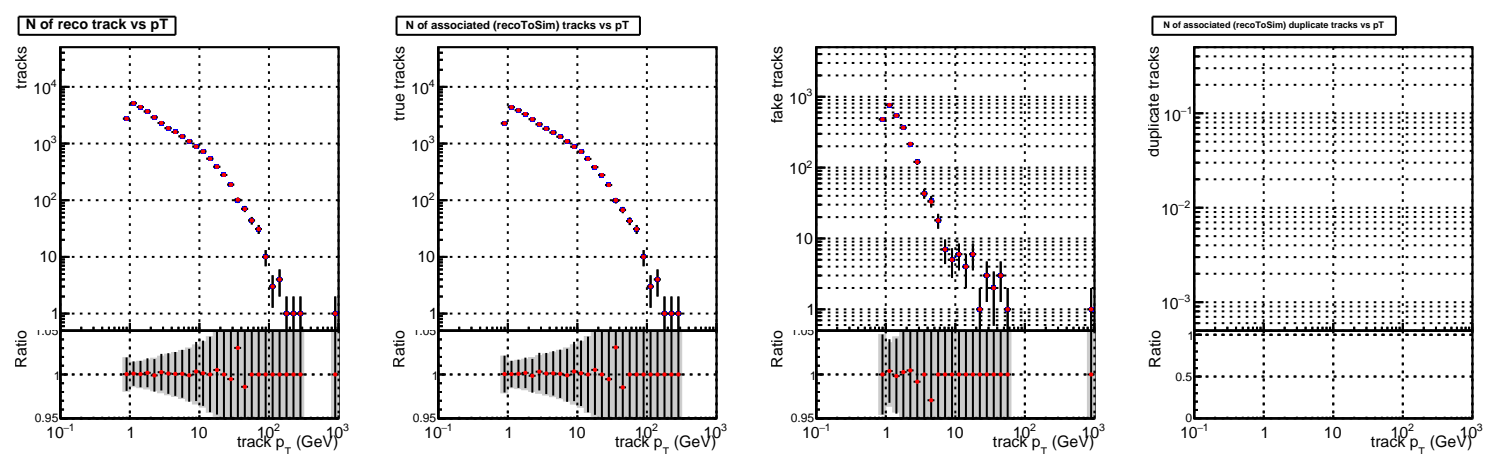 N of reco track vs pT
tracks
10⁴
10³
10²
10
1
Ratio
1.05
1
0.95
10⁻¹ 1 10 10² 10³
track p_T (GeV)
N of associated (recoToSim) tracks vs pT
true tracks
10⁴
10³
10²
10
1
Ratio
1.05
1
0.95
10⁻¹ 1 10 10² 10³
track p_T (GeV)
fake tracks
10³
10²
10
1
Ratio
1.05
1
0.95
10⁻¹ 1 10 10² 10³
track p_T (GeV)
N of associated (recoToSim) duplicate tracks vs pT
duplicate tracks
10⁻¹
10⁻²
10⁻³
Ratio
1
0.5
0
10⁻¹ 1 10 10² 10³
track p_T (GeV)